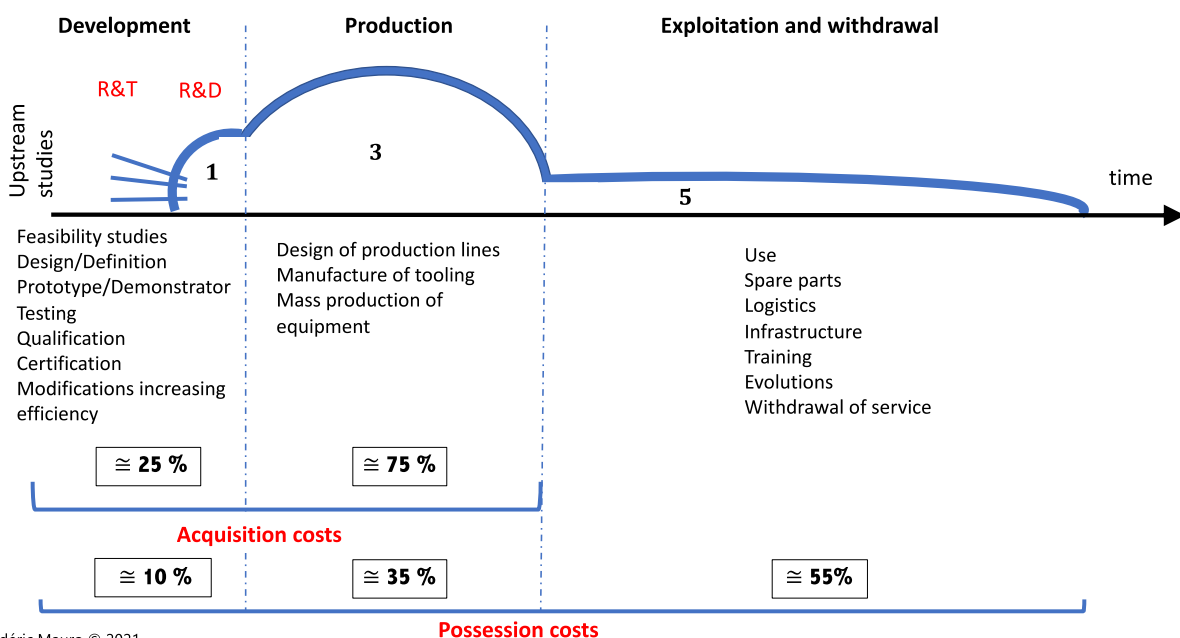 Development
Production
Exploitation and withdrawal
R&T
R&D
Upstream
studies
1
3
5
time
Feasibility studies
Design/Definition
Prototype/Demonstrator
Testing
Qualification
Certification
Modifications increasing
efficiency
Design of production lines
Manufacture of tooling
Mass production of
equipment
Use
Spare parts
Logistics
Infrastructure
Training
Evolutions
Withdrawal of service
≅ 25 %
≅ 75 %
Acquisition costs
≅ 10 %
≅ 35 %
≅ 55%
Possession costs
© 2021